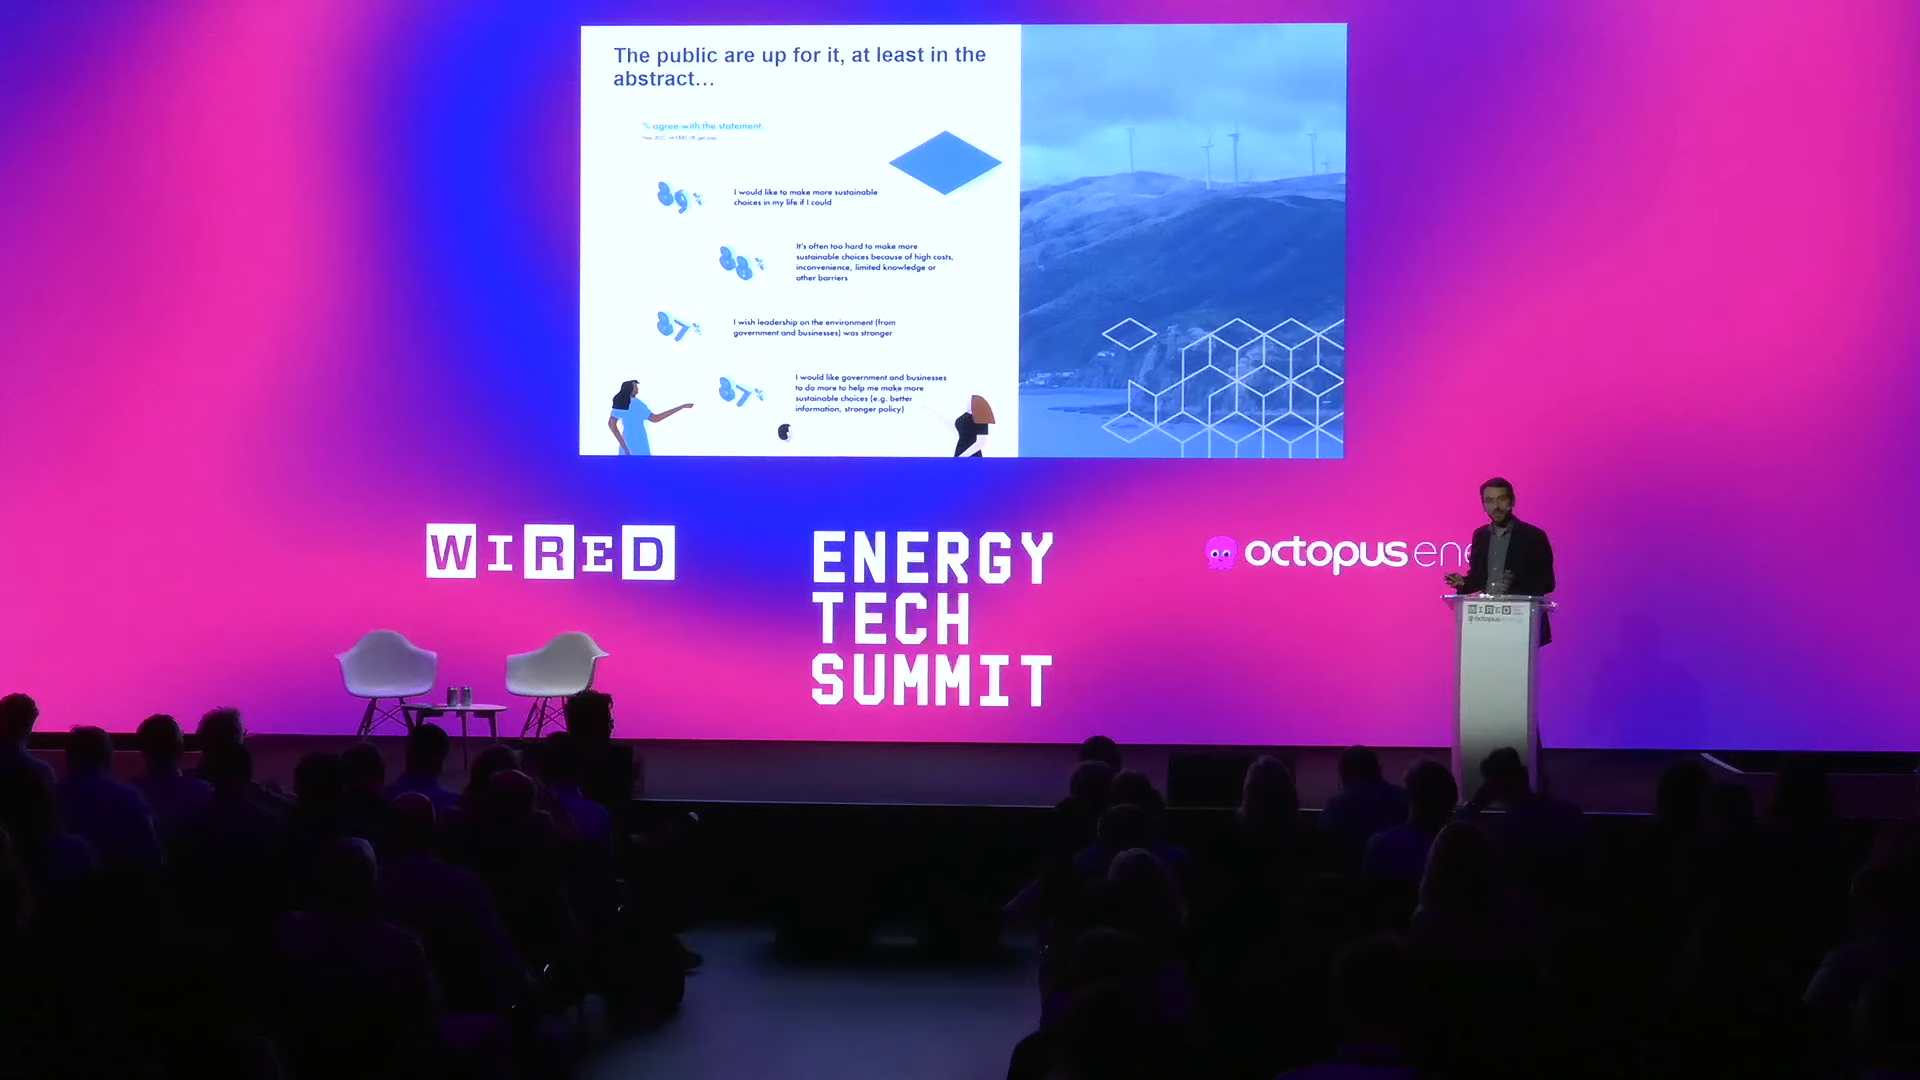 The public are up for it, at least in the
abstract...
% agree with the statement...
89%
I would like to make more sustainable
choices in my life if I could
88%
It's often too hard to make more
sustainable choices because of high costs,
inconvenience, limited knowledge or
other barriers
87%
I wish leadership on the environment (from
government and businesses) was stronger
87%
I would like government and businesses
to do more to help me make more
sustainable choices (e.g. better
information, stronger policy)
WIRED
ENERGY
TECH
SUMMIT
octopus ene
WIRED
octopus energy